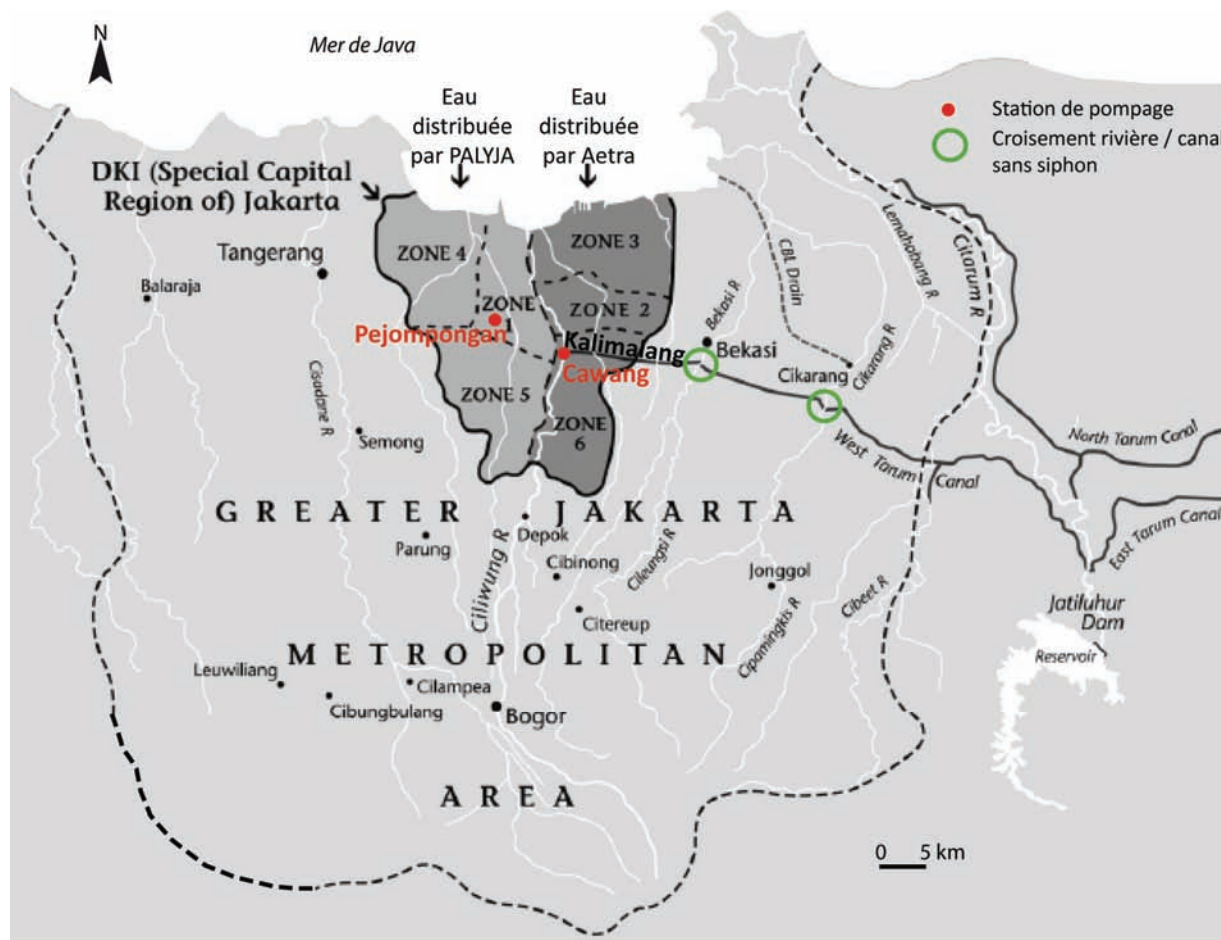 N
Mer de Java
Eau
distribuée
par PALYJA
Eau
distribuée
par Aetra
Station de pompage
Croisement rivière / cana
sans siphon
DKI (Special Capital
Region of) Jakarta
Tangerang
Balaraja
ZONE 4
ZONE 3
ZONE
1
ZONE 2
Pejompongan
Kalimalang
Cawang
ZONE 5
ZONE
6
Bekasi R
Bekasi
CBL Drain
Lemahabang R
Citarum R
Cikarang
Cikarang R
Cisadane R
Semong
West Tarum Canal
North Tarum Canal
East Tarum Canal
GREATER JAKARTA
Parung
Depok
Ciliwung R
Cibinong
Cileungsi R
Jonggol
Citereup
Cipamingkis R
Cibeet R
Jatiluhur
Dam
Reservoir
METROPOLITAN
Leuwiliang
Cilampea
Cibungbulang
Bogor
AREA
0 5 km